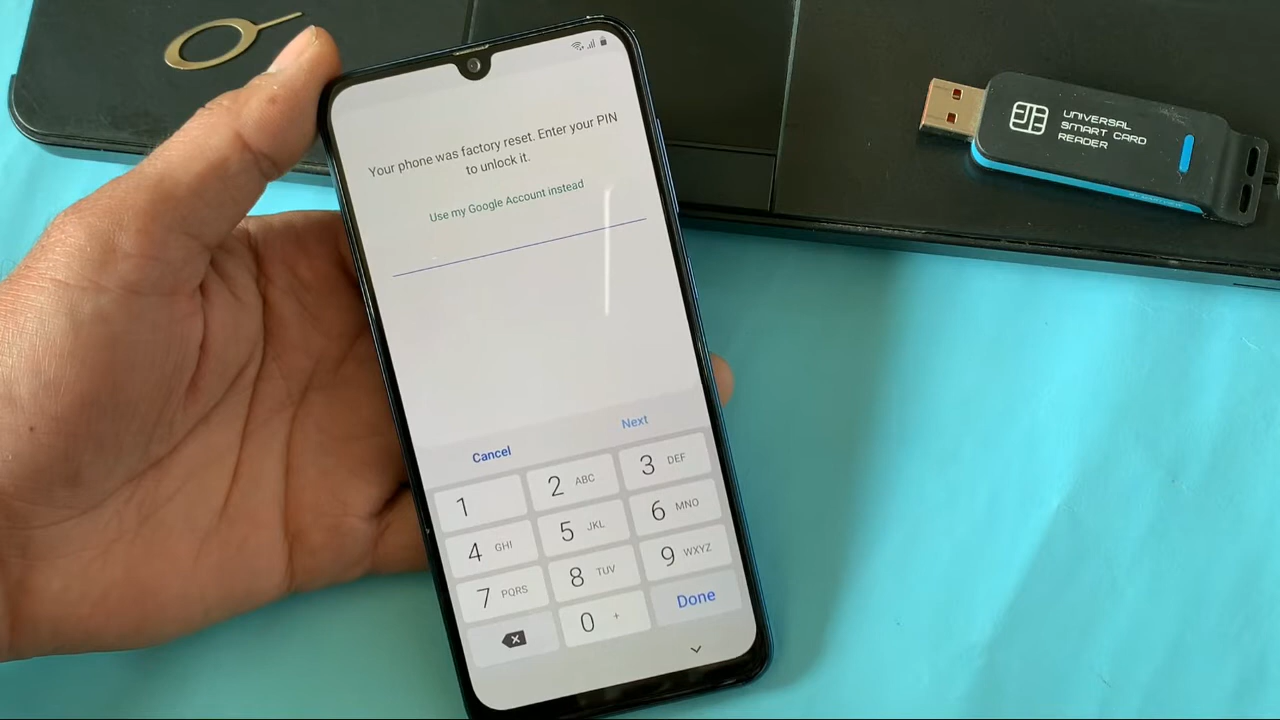 UNIVERSAL
SMART CARD
READER
Your phone was factory reset. Enter your PIN
to unlock it.
Use my Google Account instead
Cancel
Next
1
2 ABC
3 DEF
4 GHI
5 JKL
6 MNO
7 PQRS
8 TUV
9 WXYZ
0 +
Done